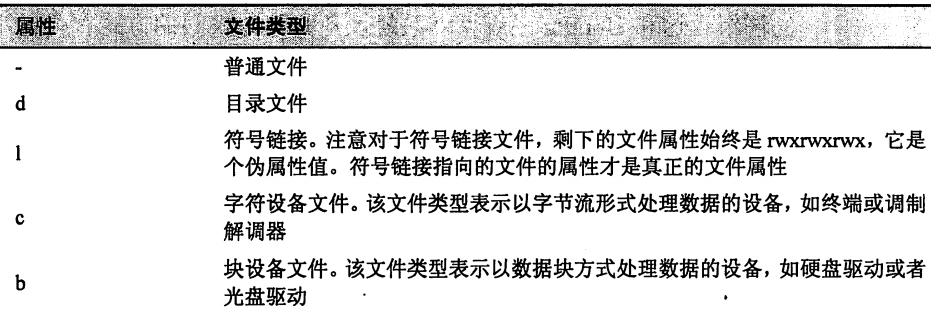 属性 文件类型
- 普通文件
d 目录文件
l 符号链接。注意对于符号链接文件，剩下的文件属性始终是 rwxrwxrwx，它是
个伪属性值。符号链接指向的文件的属性才是真正的文件属性
c 字符设备文件。该文件类型表示以字节流形式处理数据的设备，如终端或调制
解调器
b 块设备文件。该文件类型表示以数据块方式处理数据的设备，如硬盘驱动或者
光盘驱动